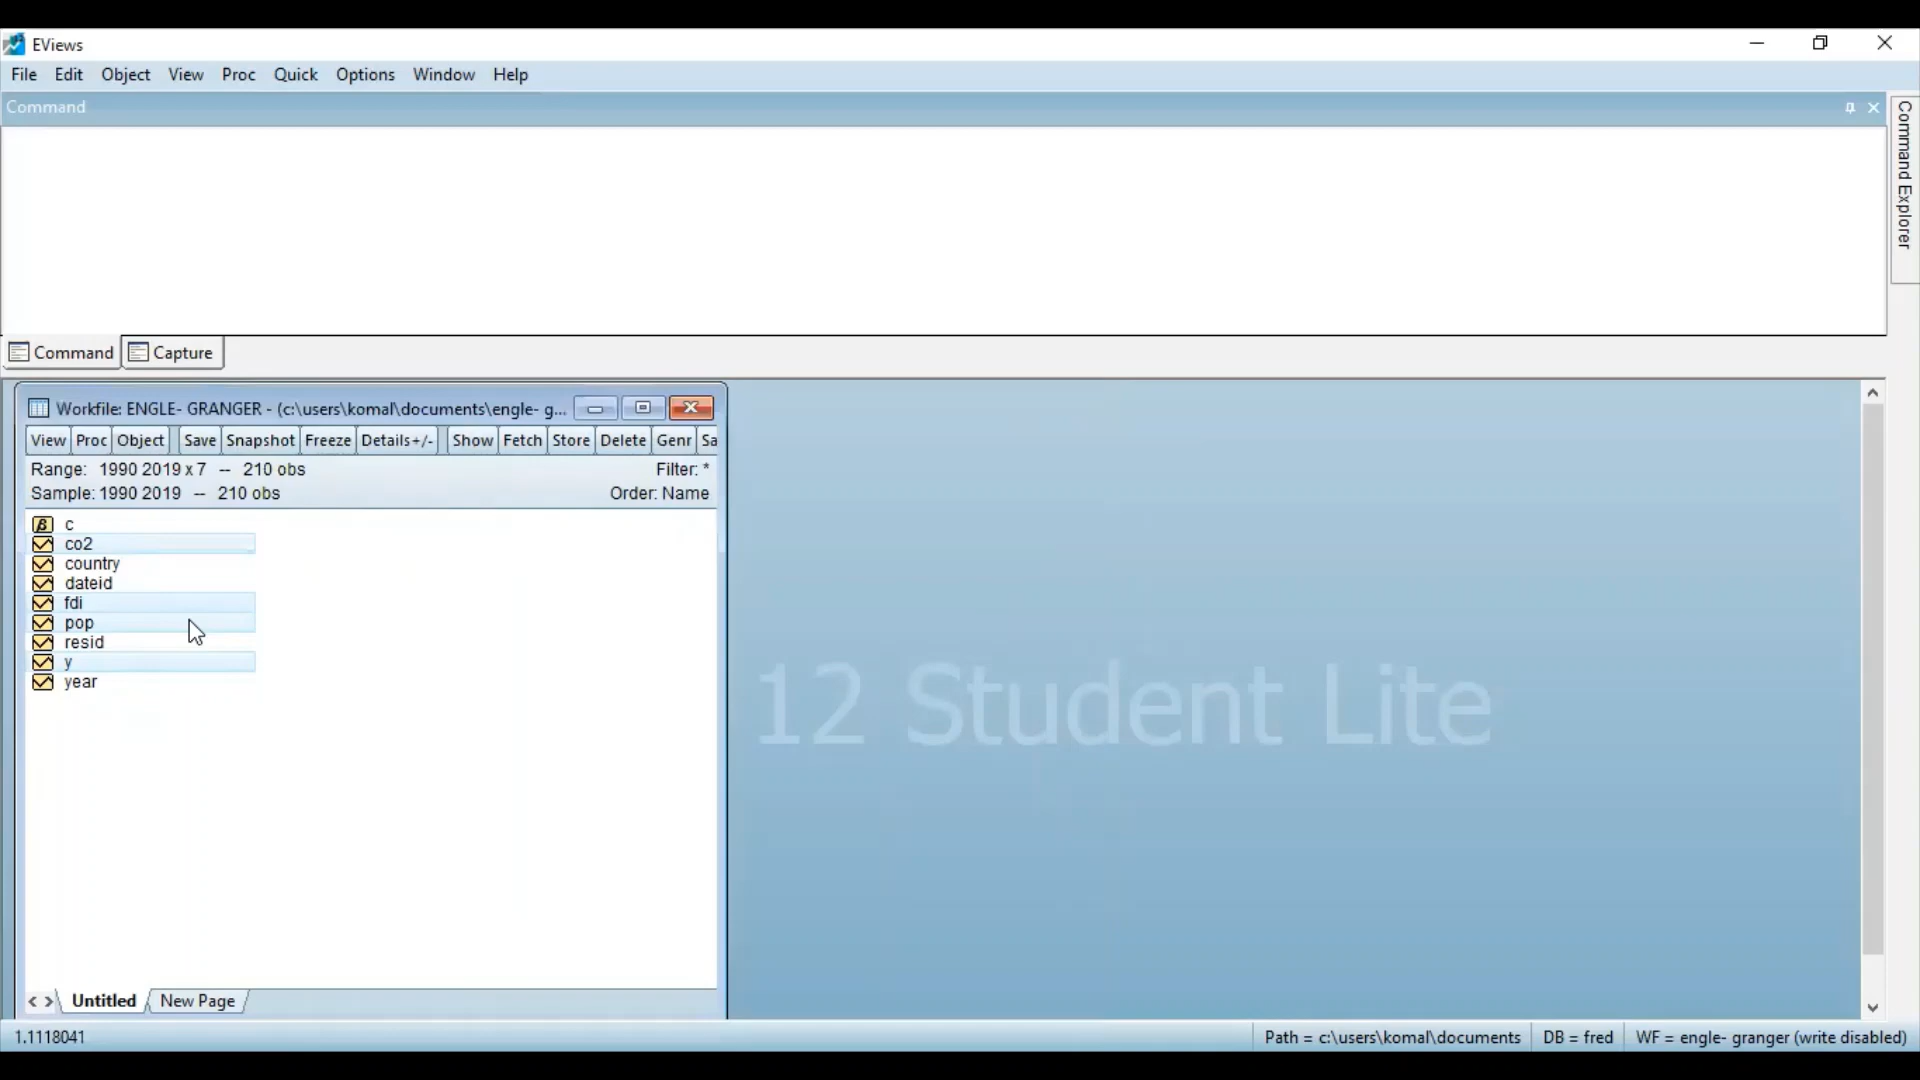 EViews
File Edit Object View Proc Quick Options Window Help
Command
Command Explorer
Command Capture
Workfile: ENGLE- GRANGER - (c:\users\komal\documents\engle- g...
View Proc Object Save Snapshot Freeze Details+/- Show Fetch Store Delete Genr Sa
Range: 1990 2019 x 7 -- 210 obs Filter: *
Sample: 1990 2019 -- 210 obs Order: Name
β c
co2
country
dateid
fdi
pop
resid
y
year
12 Student Lite
< > Untitled New Page
1.1118041 Path = c:\users\komal\documents DB = fred WF = engle- granger (write disabled)